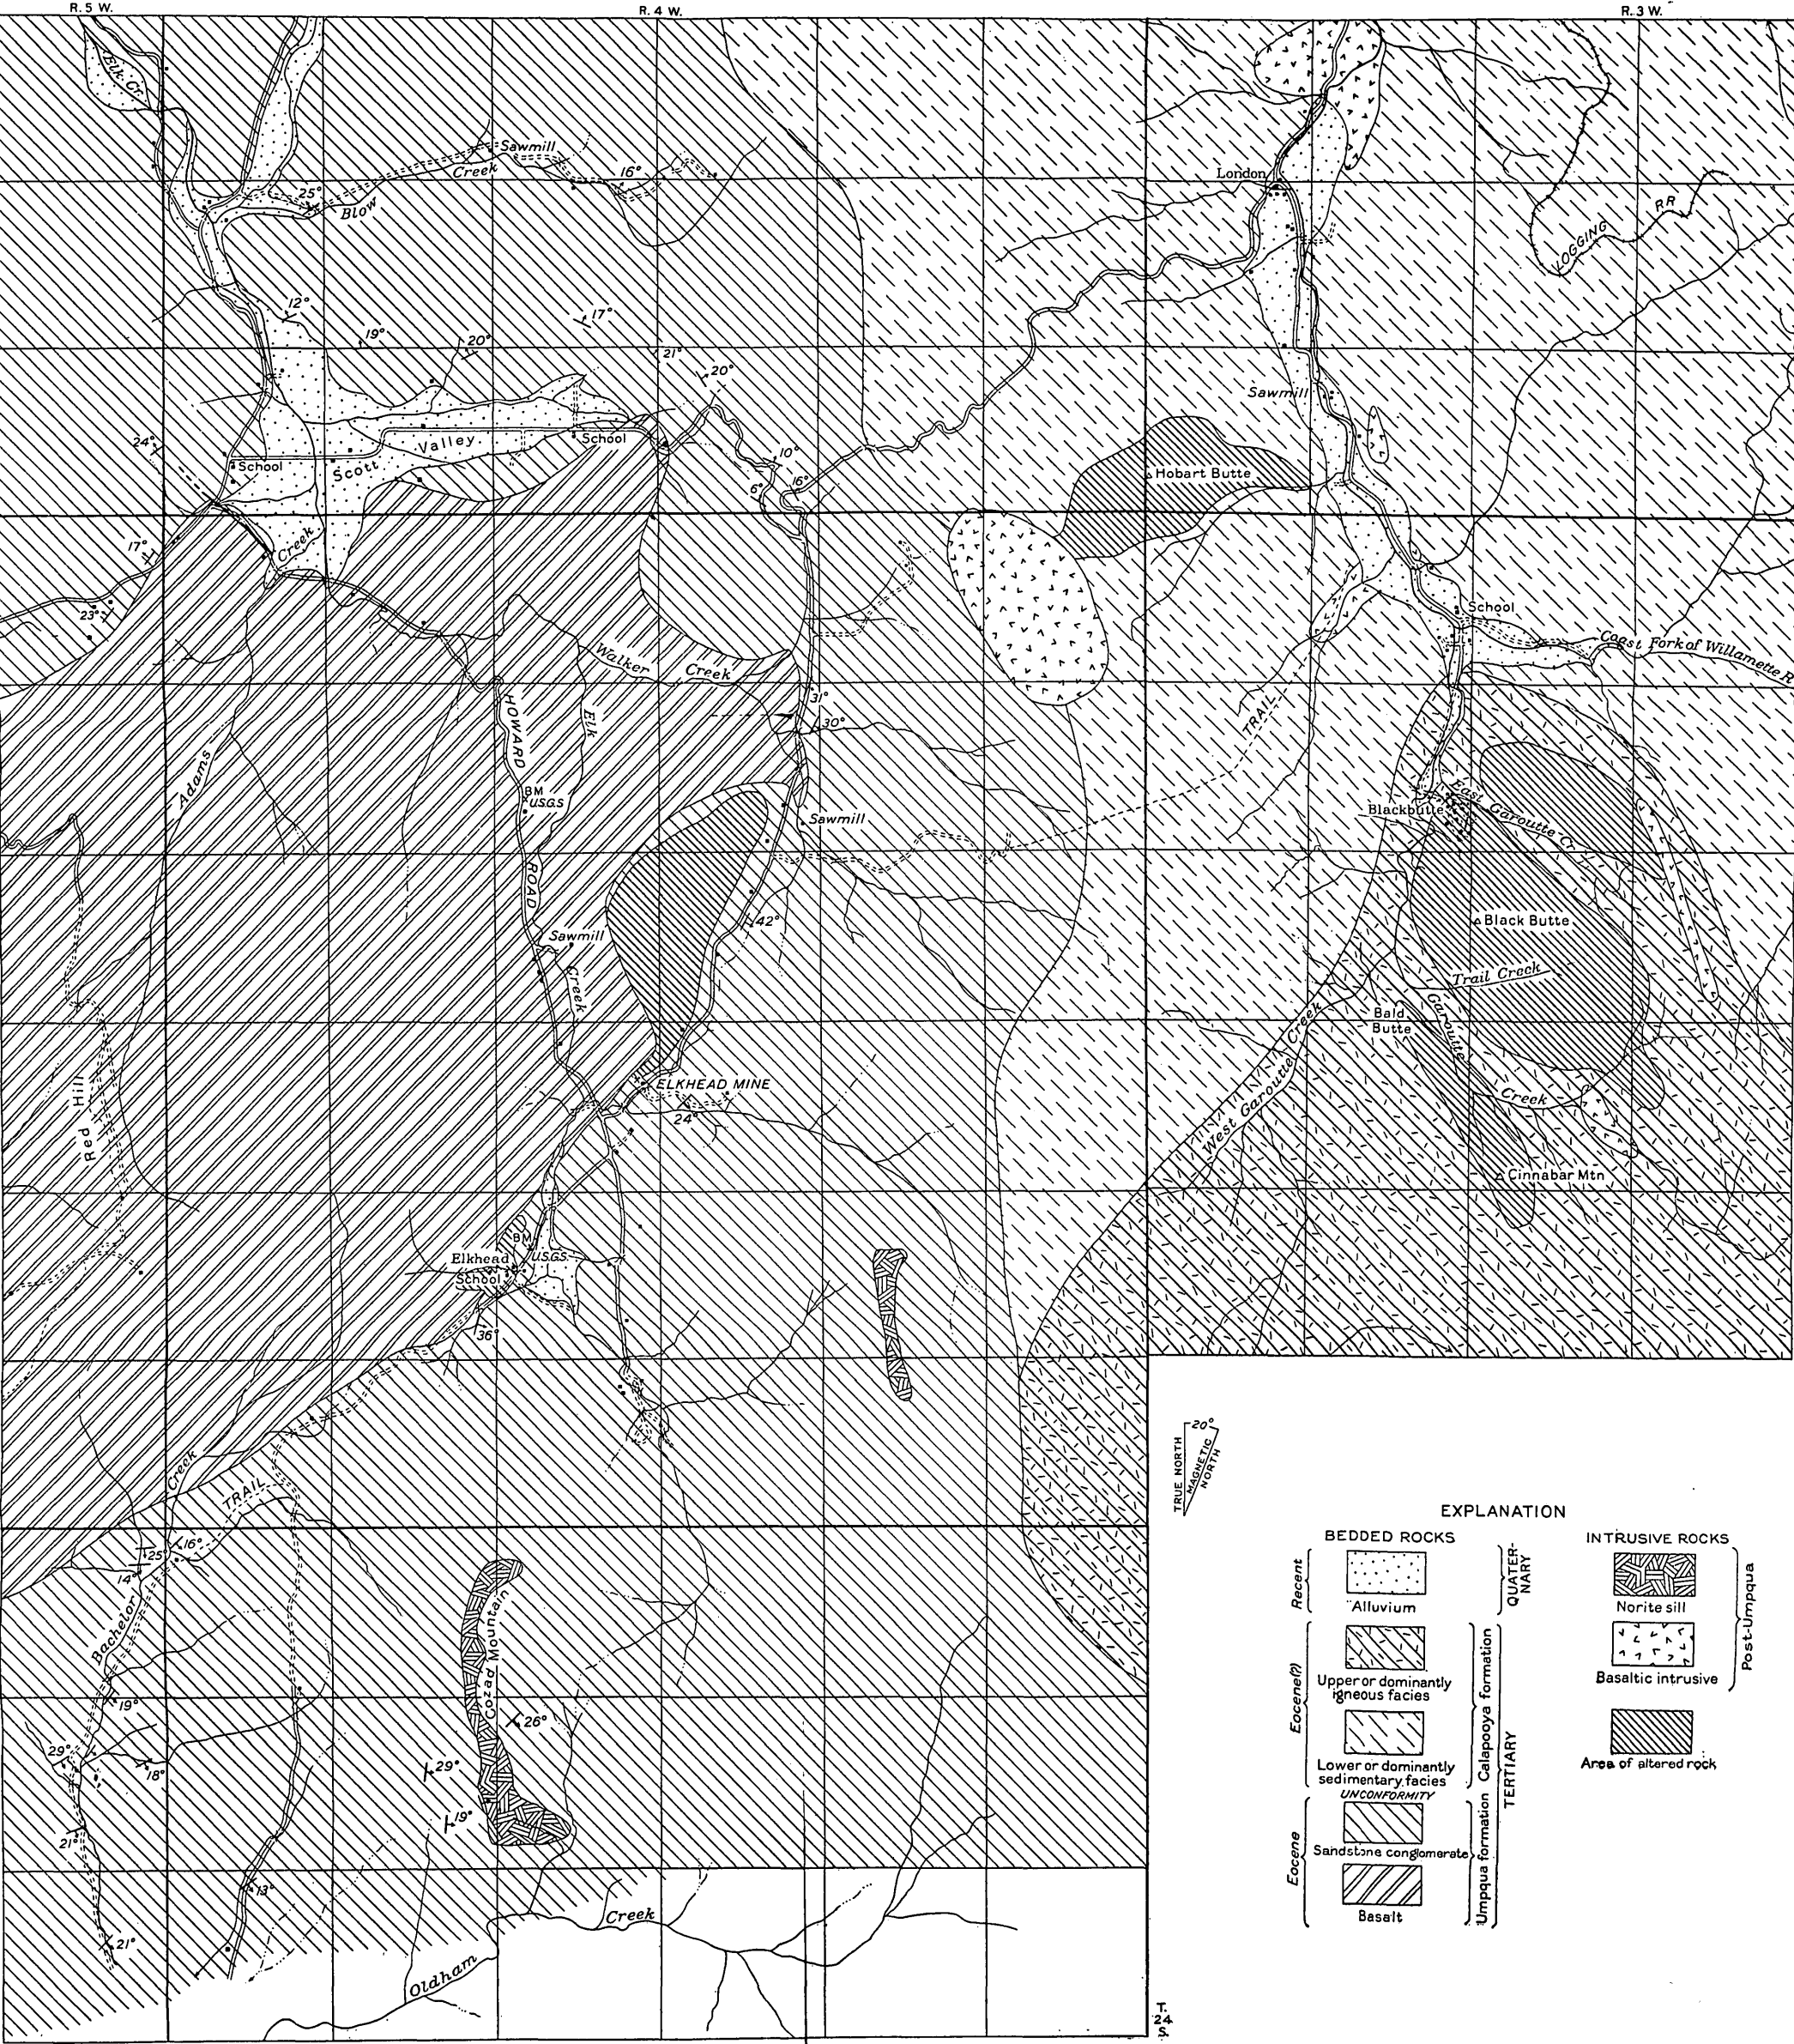 R. 5 W.
R. 4 W.
R. 3 W.
Elk Cr.
Sawmill
Creek
Blow
25°
16°
London
LOGGING
RR
12°
19°
20°
17°
21°
20°
Sawmill
24°
School
Scott
Valley
School
10°
6°
16°
Hobart Butte
Creek
17°
23°
School
Coast Fork of Willamette R
Walker
Creek
31°
30°
TRAIL
HOWARD
Elk
Adams
BM
U.S.G.S
Sawmill
Blackbutte
East Garoutte Cr
ROAD
42°
Black Butte
Sawmill
Creek
Trail Creek
Bald
Butte
Garoutte
Creek
West Garoutte Creek
Red Hill
ELKHEAD MINE
24°
Cinnabar Mtn
BM
U.S.G.S.
Elkhead
School
36°
Creek
TRAIL
16°
25°
14°
Bachelor
19°
29°
18°
Cozad Mountain
26°
29°
19°
21°
13°
21°
Creek
Oldham
T.
24
S.
TRUE NORTH
MAGNETIC
NORTH
20°
EXPLANATION
BEDDED ROCKS
INTRUSIVE ROCKS
Recent
Alluvium
QUATER-
NARY
Norite sill
Eocene(?)
Upper or dominantly
igneous facies
Basaltic intrusive
Post-Umpqua
Lower or dominantly
sedimentary facies
Calapooya formation
Area of altered rock
UNCONFORMITY
TERTIARY
Eocene
Sandstone conglomerate
Umpqua formation
Basalt